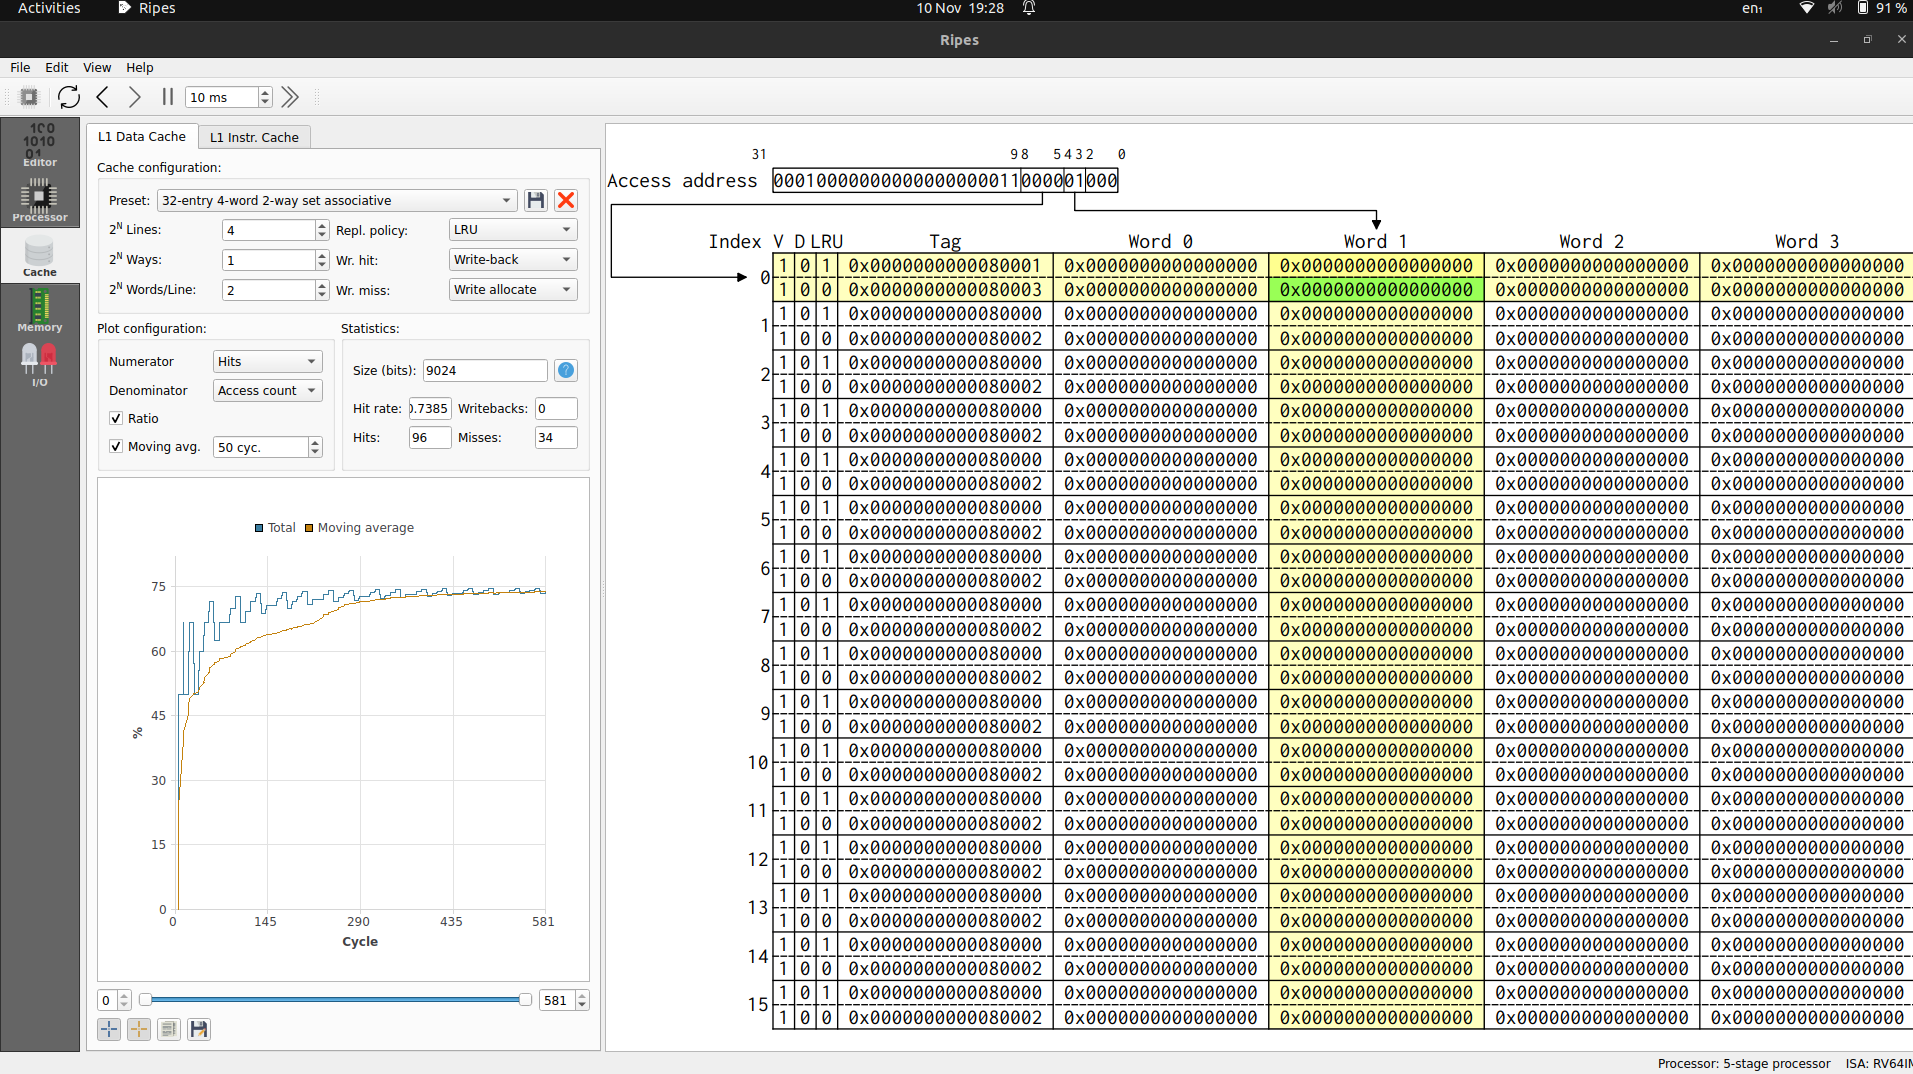 Activities Ripes 10 Nov 19:28 en₁ 91 %
Ripes
File Edit View Help
10 ms
Editor
Processor
Cache
Memory
I/O
L1 Data Cache L1 Instr. Cache
Cache configuration:
Preset: 32-entry 4-word 2-way set associative
2^N Lines: 4 Repl. policy: LRU
2^N Ways: 1 Wr. hit: Write-back
2^N Words/Line: 2 Wr. miss: Write allocate
Plot configuration: Statistics:
Numerator Hits
Denominator Access count
Ratio
Moving avg. 50 cyc.
Size (bits): 9024
Hit rate: 0.7385 Writebacks: 0
Hits: 96 Misses: 34
Total Moving average
75
60
45
30
15
0
%
0 145 290 435 581
Cycle
0 581
31 9 8 5 4 3 2 0
Access address 00010000000000000000011000001000
Index V D LRU Tag Word 0 Word 1 Word 2 Word 3
0
1 0 1 0x0000000000080001 0x0000000000000000 0x0000000000000000 0x0000000000000000 0x0000000000000000
1 0 0 0x0000000000080003 0x0000000000000000 0x0000000000000000 0x0000000000000000 0x0000000000000000
1
1 0 1 0x0000000000080000 0x0000000000000000 0x0000000000000000 0x0000000000000000 0x0000000000000000
1 0 0 0x0000000000080002 0x0000000000000000 0x0000000000000000 0x0000000000000000 0x0000000000000000
2
1 0 1 0x0000000000080000 0x0000000000000000 0x0000000000000000 0x0000000000000000 0x0000000000000000
1 0 0 0x0000000000080002 0x0000000000000000 0x0000000000000000 0x0000000000000000 0x0000000000000000
3
1 0 1 0x0000000000080000 0x0000000000000000 0x0000000000000000 0x0000000000000000 0x0000000000000000
1 0 0 0x0000000000080002 0x0000000000000000 0x0000000000000000 0x0000000000000000 0x0000000000000000
4
1 0 1 0x0000000000080000 0x0000000000000000 0x0000000000000000 0x0000000000000000 0x0000000000000000
1 0 0 0x0000000000080002 0x0000000000000000 0x0000000000000000 0x0000000000000000 0x0000000000000000
5
1 0 1 0x0000000000080000 0x0000000000000000 0x0000000000000000 0x0000000000000000 0x0000000000000000
1 0 0 0x0000000000080002 0x0000000000000000 0x0000000000000000 0x0000000000000000 0x0000000000000000
6
1 0 1 0x0000000000080000 0x0000000000000000 0x0000000000000000 0x0000000000000000 0x0000000000000000
1 0 0 0x0000000000080002 0x0000000000000000 0x0000000000000000 0x0000000000000000 0x0000000000000000
7
1 0 1 0x0000000000080000 0x0000000000000000 0x0000000000000000 0x0000000000000000 0x0000000000000000
1 0 0 0x0000000000080002 0x0000000000000000 0x0000000000000000 0x0000000000000000 0x0000000000000000
8
1 0 1 0x0000000000080000 0x0000000000000000 0x0000000000000000 0x0000000000000000 0x0000000000000000
1 0 0 0x0000000000080002 0x0000000000000000 0x0000000000000000 0x0000000000000000 0x0000000000000000
9
1 0 1 0x0000000000080000 0x0000000000000000 0x0000000000000000 0x0000000000000000 0x0000000000000000
1 0 0 0x0000000000080002 0x0000000000000000 0x0000000000000000 0x0000000000000000 0x0000000000000000
10
1 0 1 0x0000000000080000 0x0000000000000000 0x0000000000000000 0x0000000000000000 0x0000000000000000
1 0 0 0x0000000000080002 0x0000000000000000 0x0000000000000000 0x0000000000000000 0x0000000000000000
11
1 0 1 0x0000000000080000 0x0000000000000000 0x0000000000000000 0x0000000000000000 0x0000000000000000
1 0 0 0x0000000000080002 0x0000000000000000 0x0000000000000000 0x0000000000000000 0x0000000000000000
12
1 0 1 0x0000000000080000 0x0000000000000000 0x0000000000000000 0x0000000000000000 0x0000000000000000
1 0 0 0x0000000000080002 0x0000000000000000 0x0000000000000000 0x0000000000000000 0x0000000000000000
13
1 0 1 0x0000000000080000 0x0000000000000000 0x0000000000000000 0x0000000000000000 0x0000000000000000
1 0 0 0x0000000000080002 0x0000000000000000 0x0000000000000000 0x0000000000000000 0x0000000000000000
14
1 0 1 0x0000000000080000 0x0000000000000000 0x0000000000000000 0x0000000000000000 0x0000000000000000
1 0 0 0x0000000000080002 0x0000000000000000 0x0000000000000000 0x0000000000000000 0x0000000000000000
15
1 0 1 0x0000000000080000 0x0000000000000000 0x0000000000000000 0x0000000000000000 0x0000000000000000
1 0 0 0x0000000000080002 0x0000000000000000 0x0000000000000000 0x0000000000000000 0x0000000000000000
Processor: 5-stage processor ISA: RV64I